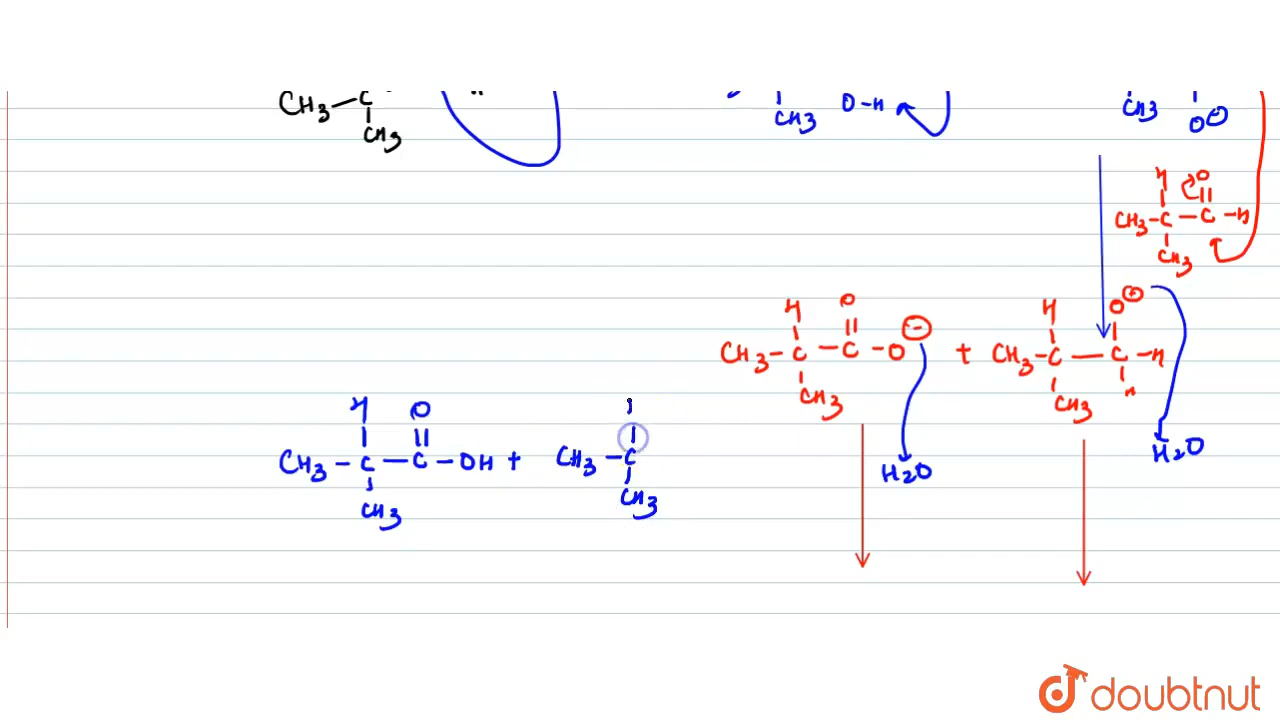 CH3 – C
CH3
O-H
CH3
CH3
O⊖
H O
CH3 – C – C – H
CH3
H O ⊖ H O⊖
CH3 – C – C – O + CH3 – C – C – H
CH3 CH3 H
H O
CH3 – C – C – OH + CH3 – C
CH3 CH3
H2O H2O
doubtnut